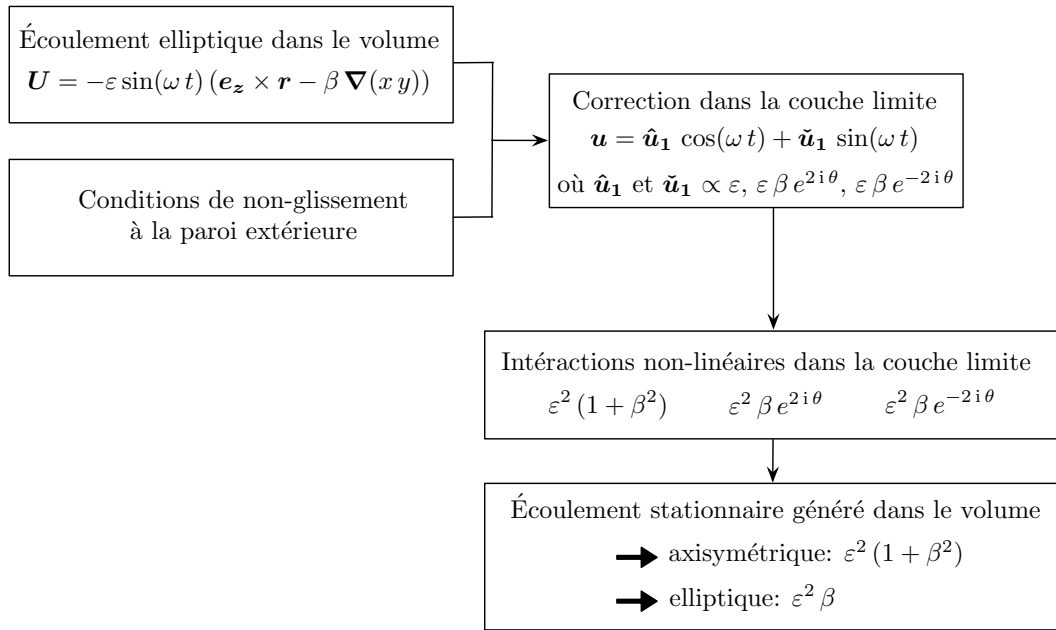 Écoulement elliptique dans le volume
U = −ε sin(ω t) (e_z × r − β ∇(x y))
Conditions de non-glissement
à la paroi extérieure
Correction dans la couche limite
u = û₁ cos(ω t) + ǔ₁ sin(ω t)
où û₁ et ǔ₁ ∝ ε, ε β e^{2 i θ}, ε β e^{−2 i θ}
Intéractions non-linéaires dans la couche limite
ε² (1 + β²) ε² β e^{2 i θ} ε² β e^{−2 i θ}
Écoulement stationnaire généré dans le volume
➡ axisymétrique: ε² (1 + β²)
➡ elliptique: ε² β